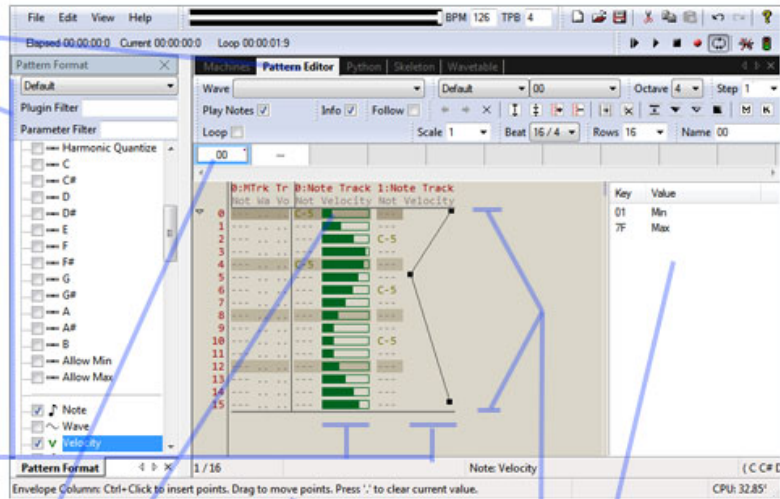 File Edit View Help BPM 126 TPB 4
Elapsed 00:00:00:0 Current 00:00:00:0 Loop 00:00:01:9
Pattern Format
Machines Pattern Editor Python Skeleton Wavetable
Default
Wave Default 00 Octave 4 Step 1
Plugin Filter
Play Notes Info Follow M K
Parameter Filter
Loop Scale 1 Beat 16 / 4 Rows 16 Name 00
Harmonic Quantize
C
C#
D
D#
E
F
F#
G
G#
A
A#
B
Allow Min
Allow Max
Note
Wave
Velocity
Pattern Format
00 --
0:MTrk Tr 0:Note Track 1:Note Track
Not Wa Vo Not Velocity Not Velocity
0 --- .. .. C-5 ---
1 --- .. .. --- ---
2 --- .. .. --- C-5
3 --- .. .. --- ---
4 --- .. .. C-5 ---
5 --- .. .. --- ---
6 --- .. .. --- C-5
7 --- .. .. --- ---
8 --- .. .. --- ---
9 --- .. .. --- ---
10 --- .. .. --- C-5
11 --- .. .. --- ---
12 --- .. .. --- ---
13 --- .. .. --- ---
14 --- .. .. --- ---
15 --- .. .. --- ---
Key Value
01 Min
7F Max
1 / 16 Note: Velocity (C C# D
Envelope Column: Ctrl+Click to insert points. Drag to move points. Press '.' to clear current value. CPU: 32.85